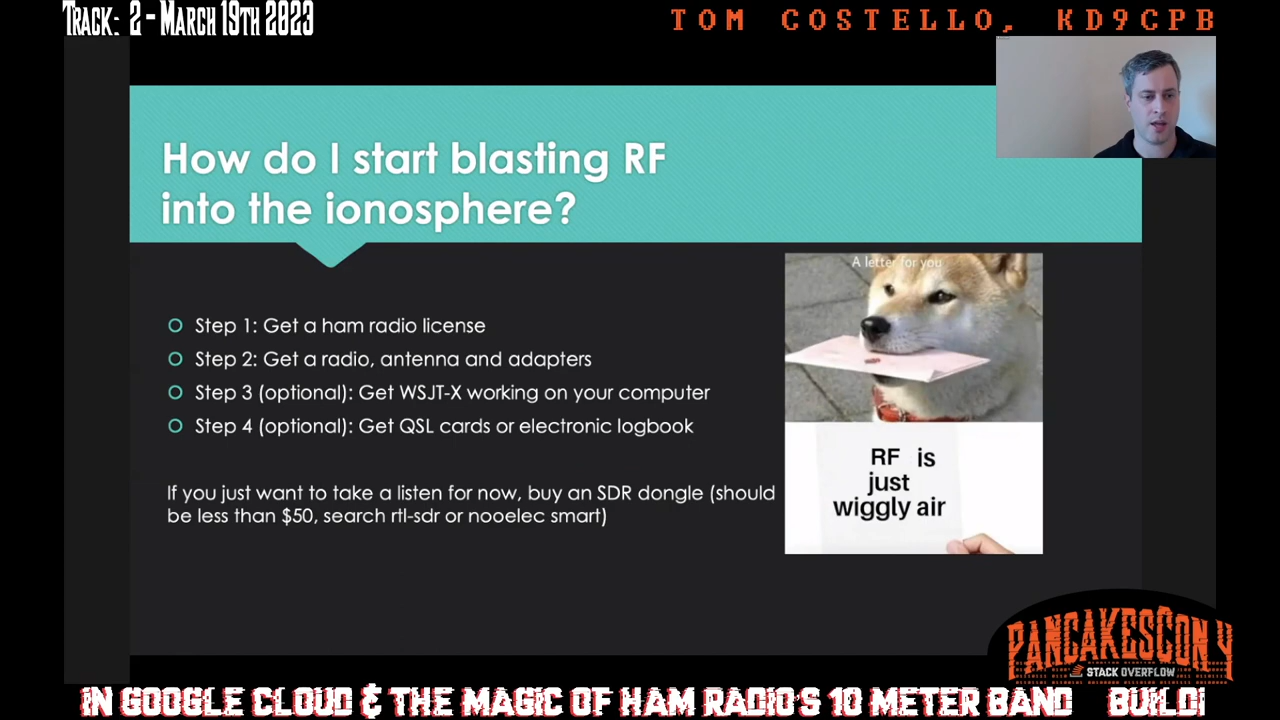 Track: 2 - March 19th 2023
TOM COSTELLO, KD9CPB
How do I start blasting RF
into the ionosphere?
Step 1: Get a ham radio license
Step 2: Get a radio, antenna and adapters
Step 3 (optional): Get WSJT-X working on your computer
Step 4 (optional): Get QSL cards or electronic logbook
If you just want to take a listen for now, buy an SDR dongle (should
be less than $50, search rtl-sdr or nooelec smart)
A letter for you
RF is
just
wiggly air
PANCAKESCON 4
STACK OVERFLOW
IN GOOGLE CLOUD & THE MAGIC OF HAM RADIO'S 10 METER BAND BUILDI